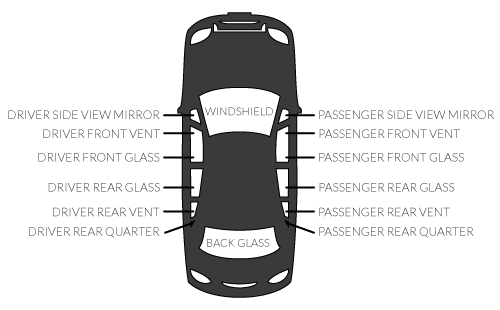 WINDSHIELD
DRIVER SIDE VIEW MIRROR
PASSENGER SIDE VIEW MIRROR
DRIVER FRONT VENT
PASSENGER FRONT VENT
DRIVER FRONT GLASS
PASSENGER FRONT GLASS
DRIVER REAR GLASS
PASSENGER REAR GLASS
DRIVER REAR VENT
PASSENGER REAR VENT
DRIVER REAR QUARTER
PASSENGER REAR QUARTER
BACK GLASS